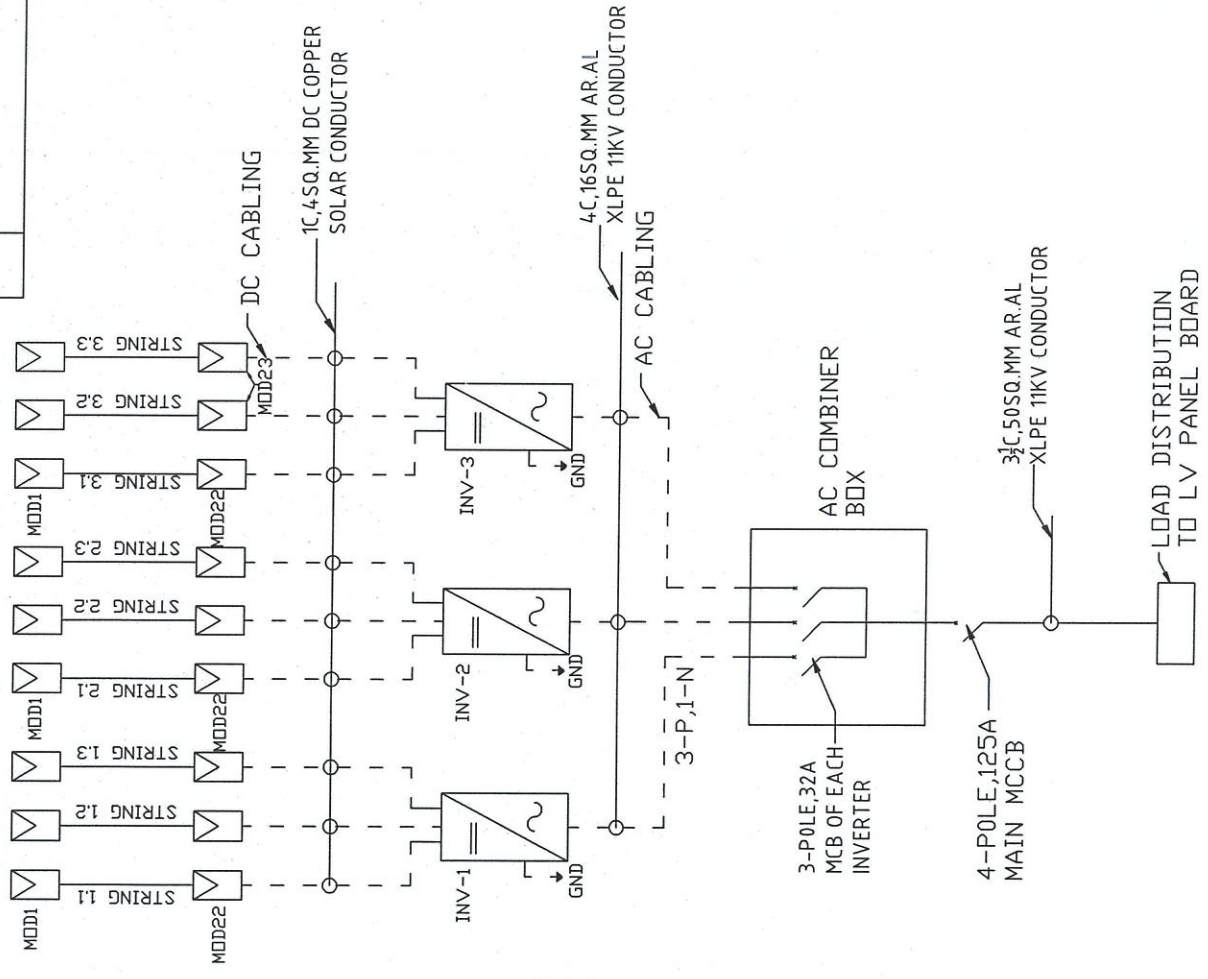 STRING 1.1
STRING 1.2
STRING 1.3
STRING 2.1
STRING 2.2
STRING 2.3
STRING 3.1
STRING 3.2
STRING 3.3
MOD1
MOD1
MOD1
MOD22
MOD22
MOD22
MOD23
DC CABLING
1C,4SQ.MM DC COPPER
SOLAR CONDUCTOR
INV-1
INV-2
INV-3
GND
GND
GND
4C,16SQ.MM AR.AL
XLPE 11KV CONDUCTOR
AC CABLING
3-P,1-N
AC COMBINER
BOX
3-POLE,32A
MCB OF EACH
INVERTER
4-POLE,125A
MAIN MCCB
3½C,50SQ.MM AR.AL
XLPE 11KV CONDUCTOR
LOAD DISTRIBUTION
TO LV PANEL BOARD